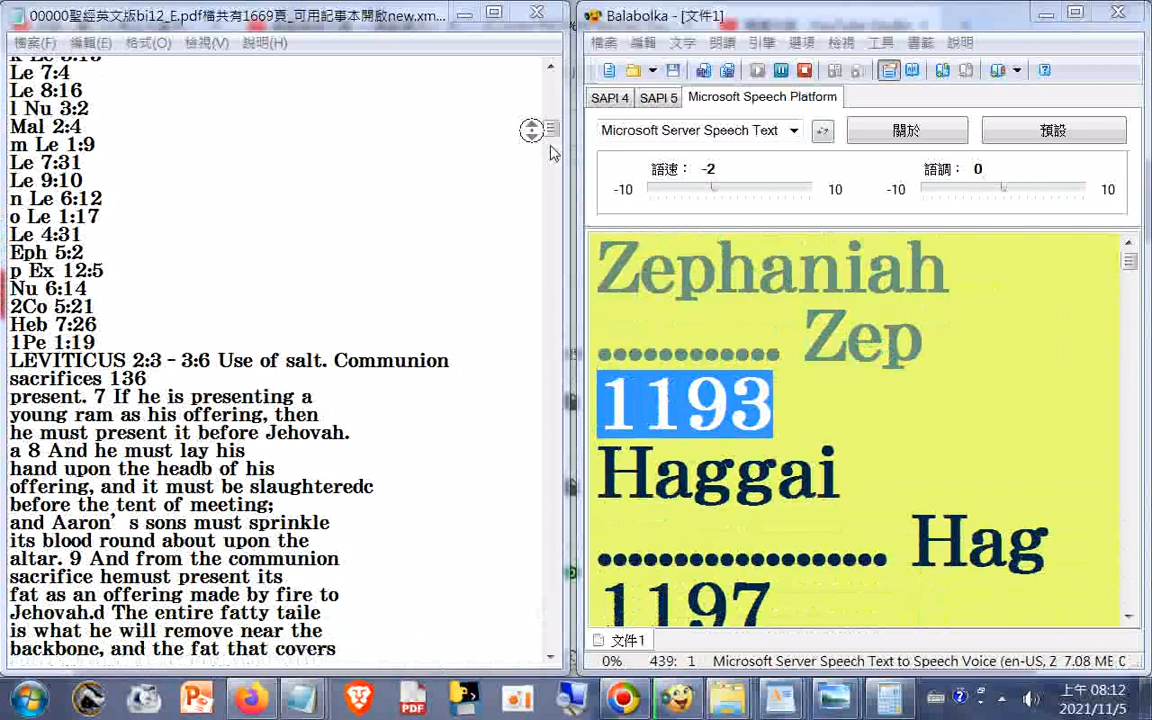 00000聖經英文版bi12_E.pdf檔共有1669頁_可用記事本開啟new.xm...
檔案(F) 編輯(E) 格式(O) 檢視(V) 說明(H)
k Le 3:15
Le 7:4
Le 8:16
l Nu 3:2
Mal 2:4
m Le 1:9
Le 7:31
Le 9:10
n Le 6:12
o Le 1:17
Le 4:31
Eph 5:2
p Ex 12:5
Nu 6:14
2Co 5:21
Heb 7:26
1Pe 1:19
LEVITICUS 2:3 – 3:6 Use of salt. Communion
sacrifices 136
present. 7 If he is presenting a
young ram as his offering, then
he must present it before Jehovah.
a 8 And he must lay his
hand upon the headb of his
offering, and it must be slaughteredc
before the tent of meeting;
and Aaron’s sons must sprinkle
its blood round about upon the
altar. 9 And from the communion
sacrifice hemust present its
fat as an offering made by fire to
Jehovah.d The entire fatty taile
is what he will remove near the
backbone, and the fat that covers
Balabolka - [文件1]
檔案 編輯 文字 朗讀 引擎 選項 檢視 工具 書籤 說明
SAPI 4 SAPI 5 Microsoft Speech Platform
Microsoft Server Speech Text 關於 預設
語速： -2 語調： 0
-10 10 -10 10
Zephaniah
............ Zep
1193
Haggai
.................. Hag
1197
文件1
0% 439: 1 Microsoft Server Speech Text to Speech Voice (en-US, Z 7.08 MB
PDF
上午 08:12
2021/11/5